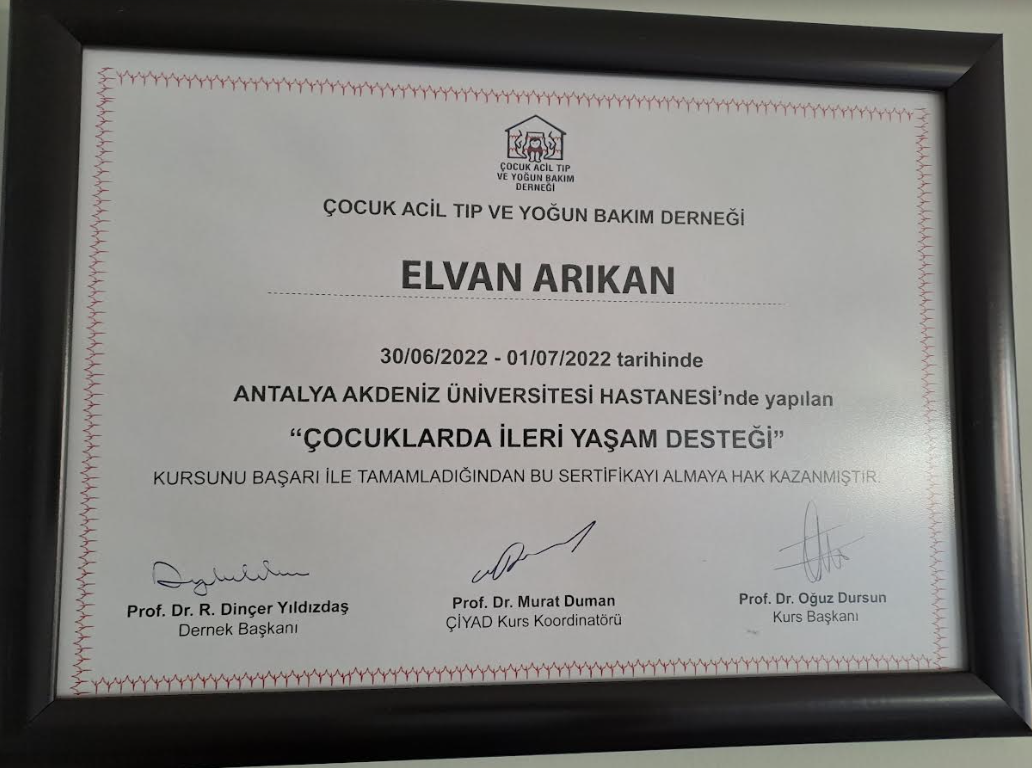 ÇOCUK ACİL TIP
VE YOĞUN BAKIM
DERNEĞİ
ÇOCUK ACİL TIP VE YOĞUN BAKIM DERNEĞİ
ELVAN ARIKAN
30/06/2022 - 01/07/2022 tarihinde
ANTALYA AKDENİZ ÜNİVERSİTESİ HASTANESİ'nde yapılan
“ÇOCUKLARDA İLERİ YAŞAM DESTEĞİ”
KURSUNU BAŞARI İLE TAMAMLADIĞINDAN BU SERTİFİKAYI ALMAYA HAK KAZANMIŞTIR.
Prof. Dr. R. Dinçer Yıldızdaş
Dernek Başkanı
Prof. Dr. Murat Duman
ÇİYAD Kurs Koordinatörü
Prof. Dr. Oğuz Dursun
Kurs Başkanı